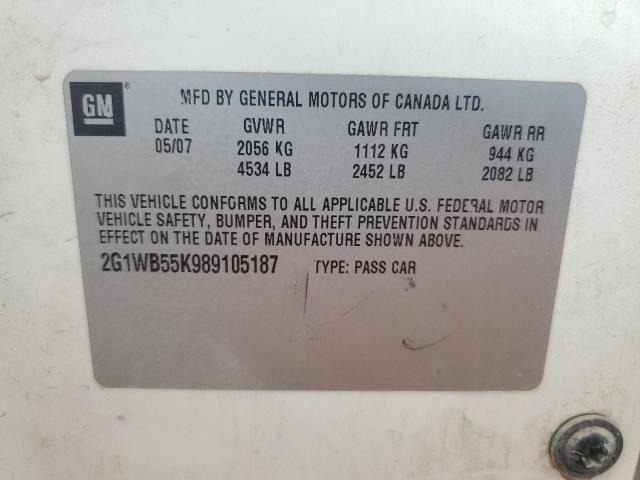 GM
MFD BY GENERAL MOTORS OF CANADA LTD.
DATE GVWR GAWR FRT GAWR RR
05/07 2056 KG 1112 KG 944 KG
4534 LB 2452 LB 2082 LB
THIS VEHICLE CONFORMS TO ALL APPLICABLE U.S. FEDERAL MOTOR
VEHICLE SAFETY, BUMPER, AND THEFT PREVENTION STANDARDS IN
EFFECT ON THE DATE OF MANUFACTURE SHOWN ABOVE.
2G1WB55K989105187 TYPE: PASS CAR